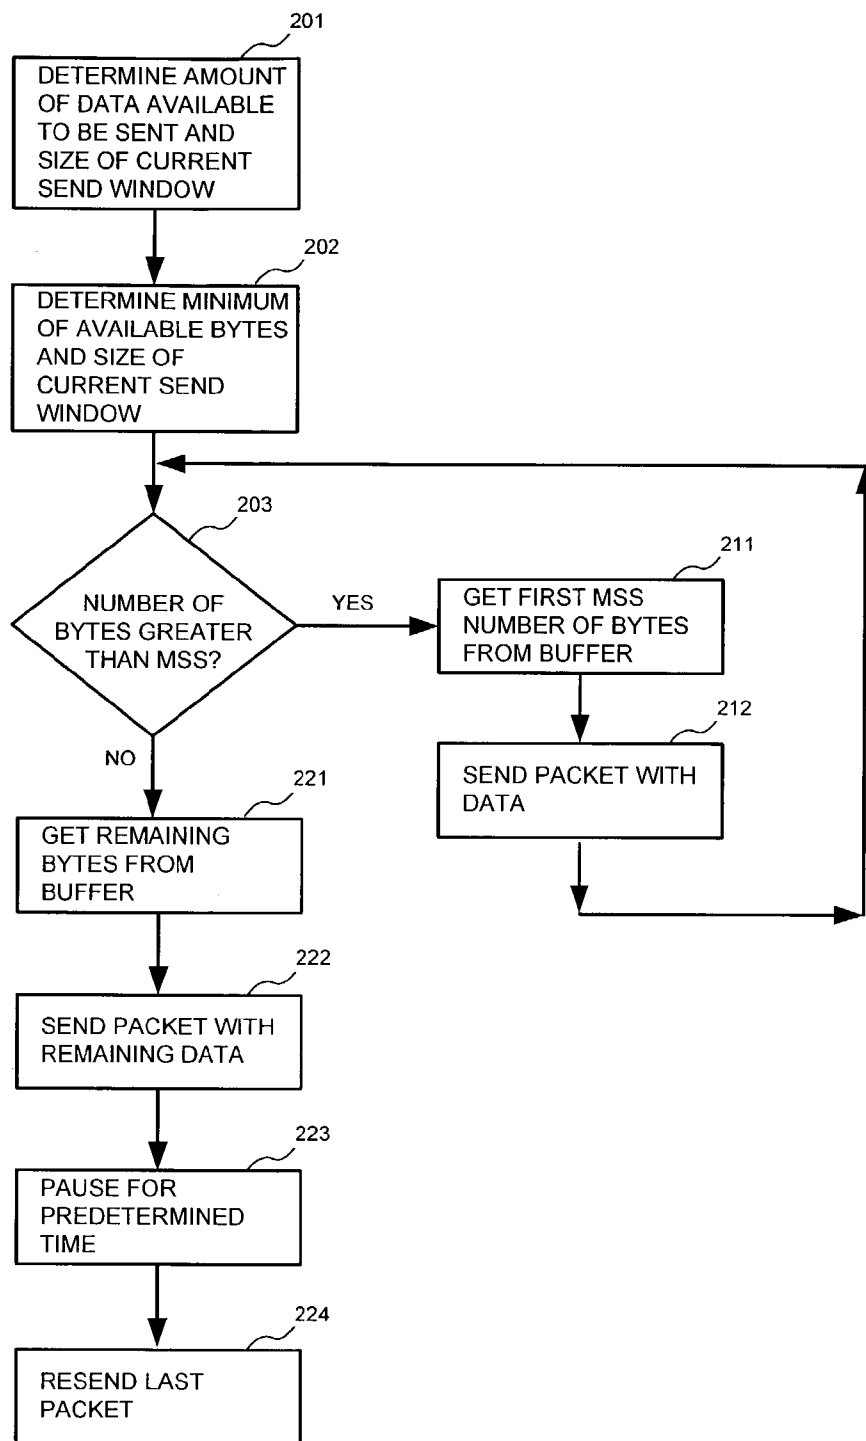 201
DETERMINE AMOUNT
OF DATA AVAILABLE
TO BE SENT AND
SIZE OF CURRENT
SEND WINDOW
202
DETERMINE MINIMUM
OF AVAILABLE BYTES
AND SIZE OF
CURRENT SEND
WINDOW
203
NUMBER OF
BYTES GREATER
THAN MSS?
YES
211
GET FIRST MSS
NUMBER OF BYTES
FROM BUFFER
212
SEND PACKET WITH
DATA
NO
221
GET REMAINING
BYTES FROM
BUFFER
222
SEND PACKET WITH
REMAINING DATA
223
PAUSE FOR
PREDETERMINED
TIME
224
RESEND LAST
PACKET